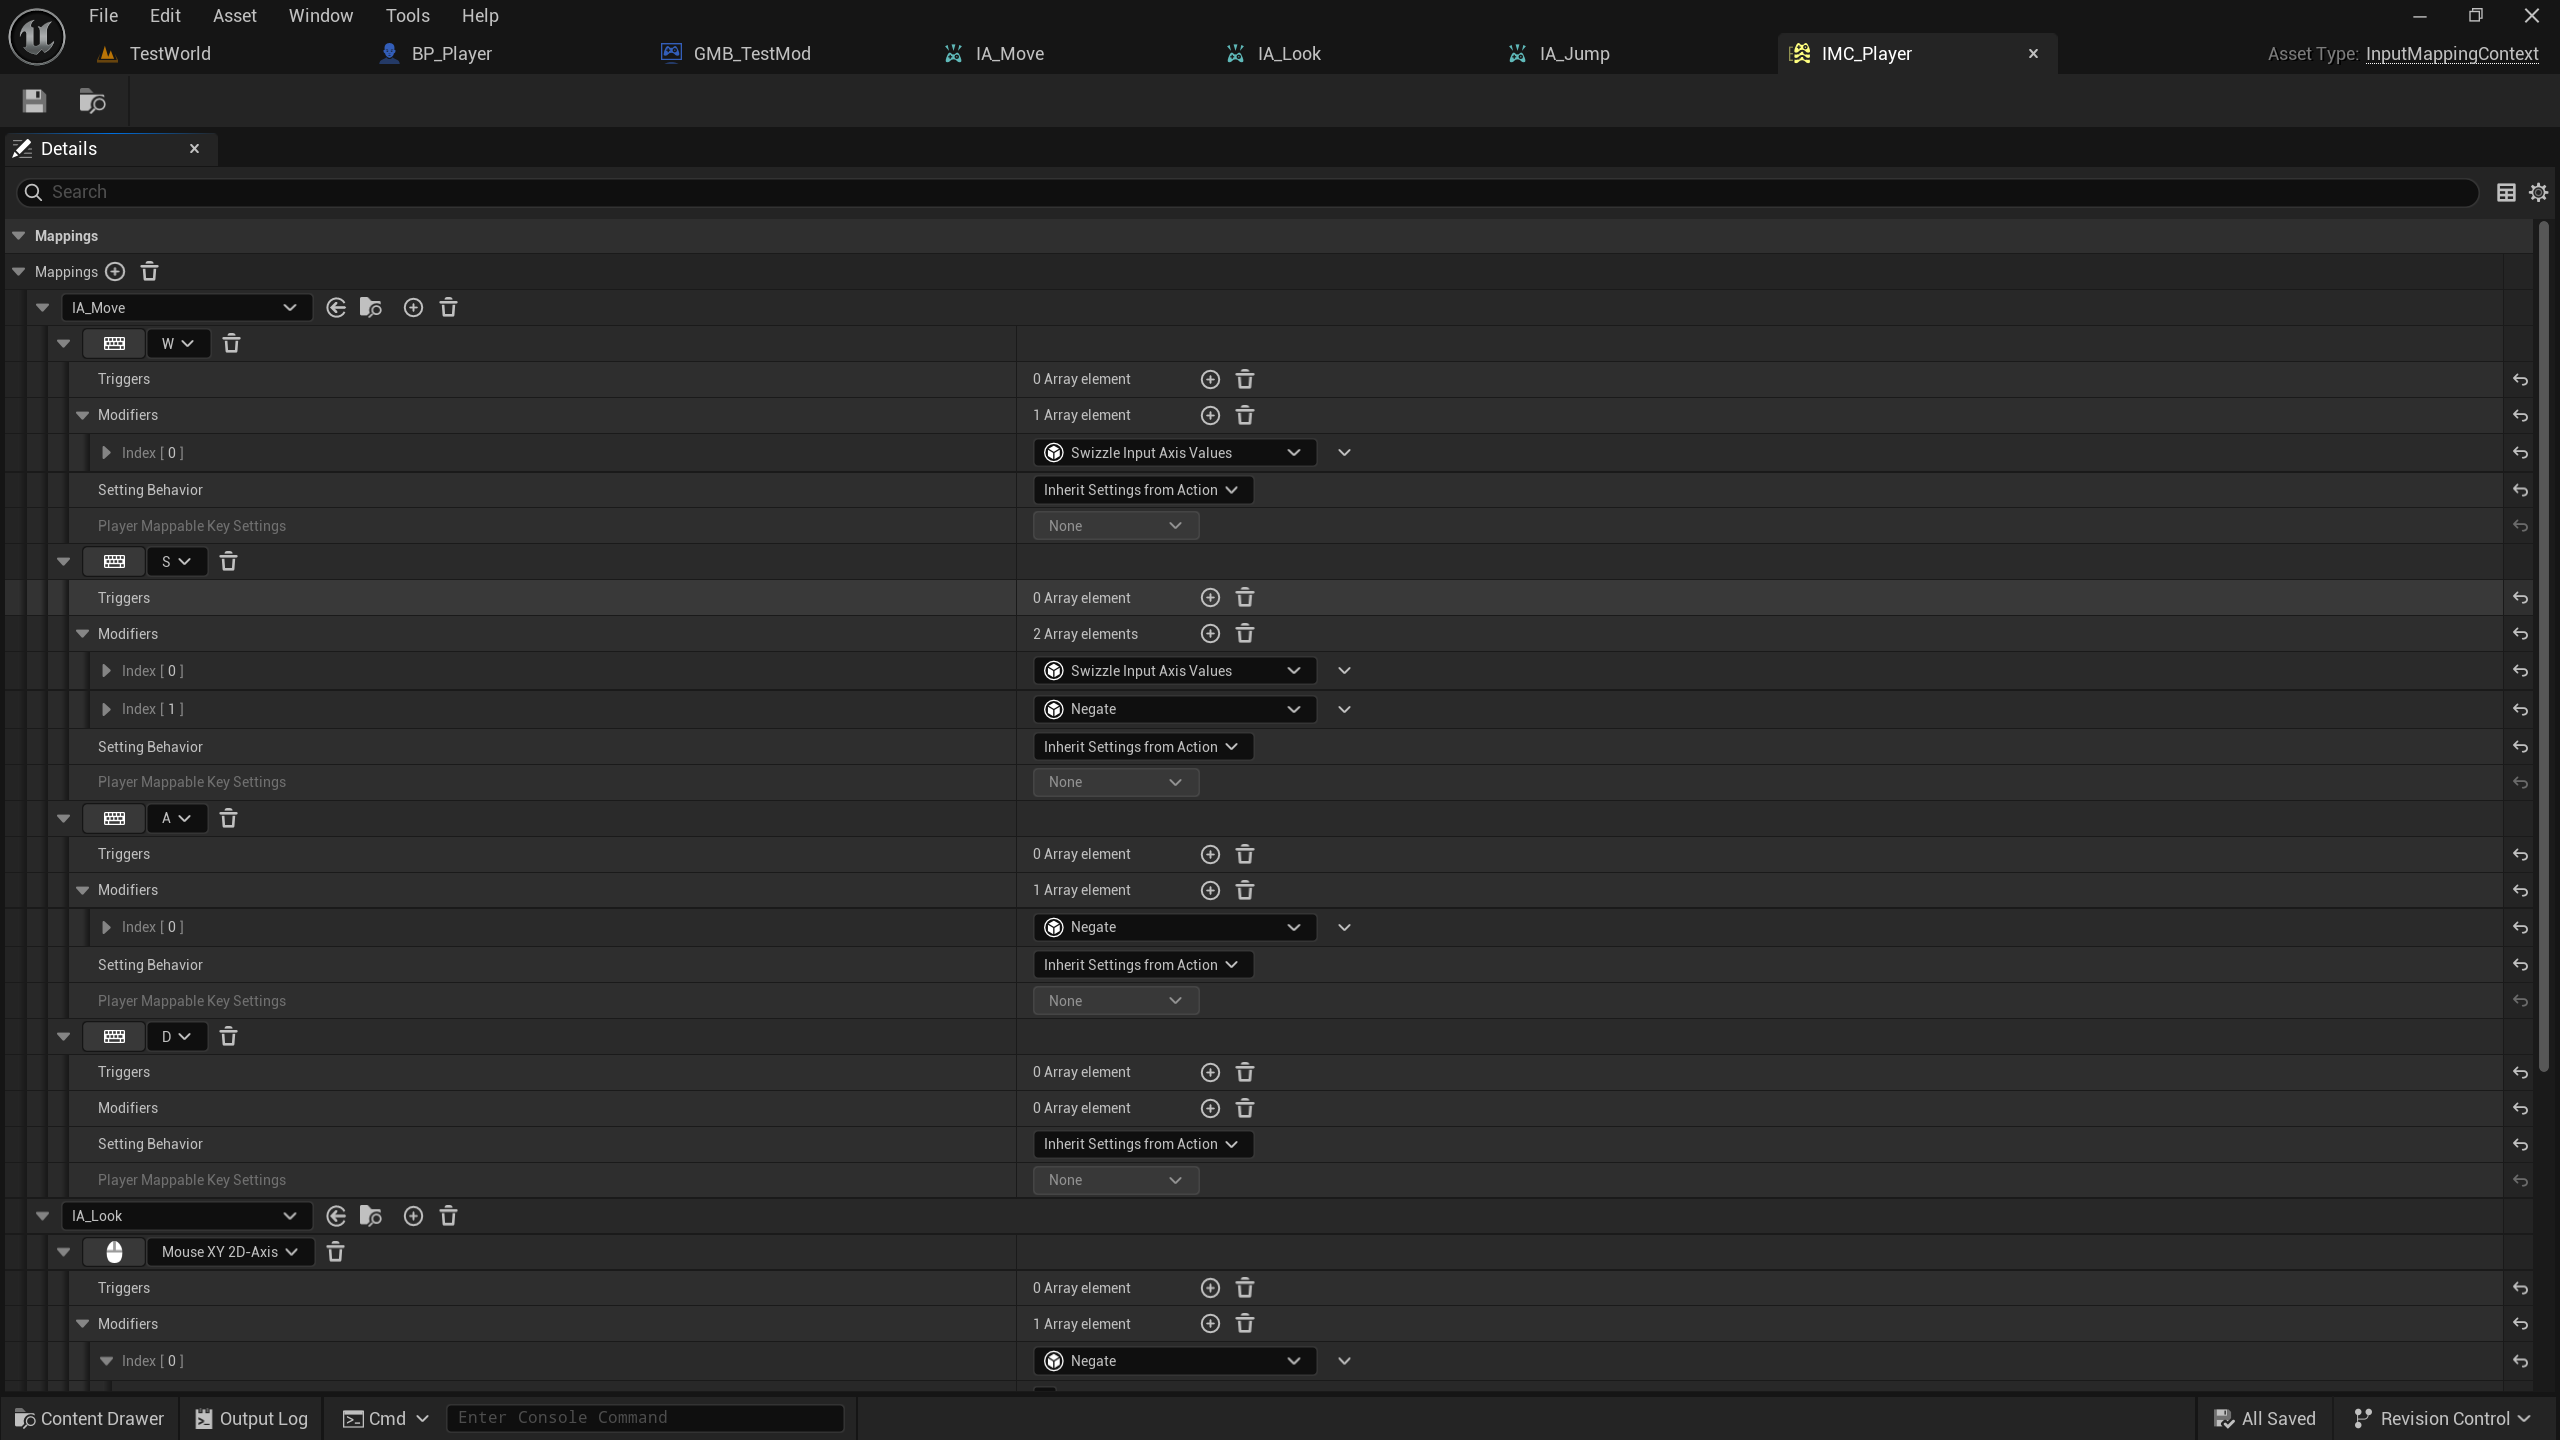 File Edit Asset Window Tools Help
TestWorld BP_Player GMB_TestMod IA_Move IA_Look IA_Jump IMC_Player Asset Type: InputMappingContext
Details
Search
Mappings
Mappings
IA_Move
W
Triggers 0 Array element
Modifiers 1 Array element
Index [ 0 ] Swizzle Input Axis Values
Setting Behavior Inherit Settings from Action
Player Mappable Key Settings None
S
Triggers 0 Array element
Modifiers 2 Array elements
Index [ 0 ] Swizzle Input Axis Values
Index [ 1 ] Negate
Setting Behavior Inherit Settings from Action
Player Mappable Key Settings None
A
Triggers 0 Array element
Modifiers 1 Array element
Index [ 0 ] Negate
Setting Behavior Inherit Settings from Action
Player Mappable Key Settings None
D
Triggers 0 Array element
Modifiers 0 Array element
Setting Behavior Inherit Settings from Action
Player Mappable Key Settings None
IA_Look
Mouse XY 2D-Axis
Triggers 0 Array element
Modifiers 1 Array element
Index [ 0 ] Negate
Content Drawer Output Log Cmd Enter Console Command All Saved Revision Control